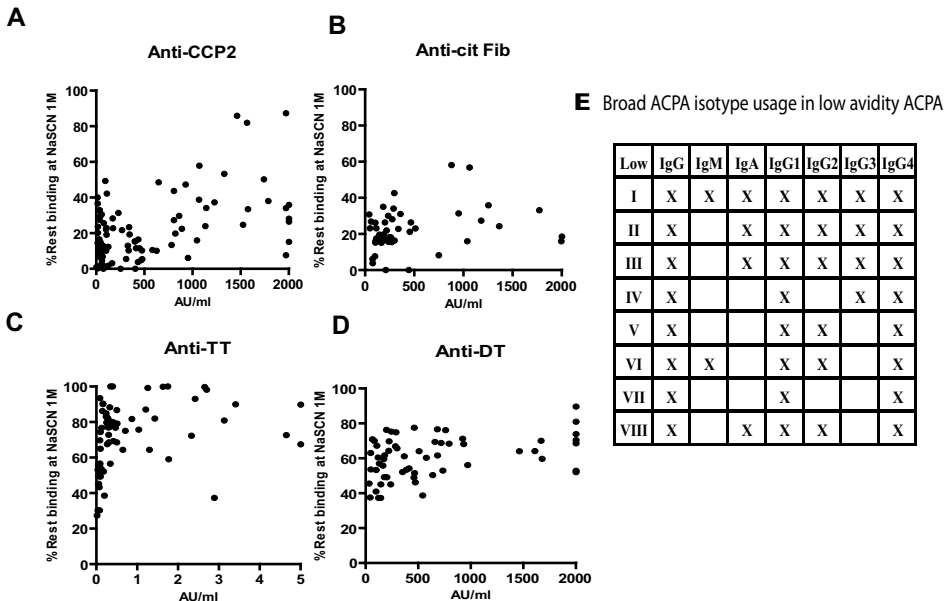 A
Anti-CCP2
% Rest binding at NaSCN 1M
100
80
60
40
20
0
0 500 1000 1500 2000
AU/ml
B
Anti-cit Fib
% Rest binding at NaSCN 1M
100
80
60
40
20
0
0 500 1000 1500 2000
AU/ml
C
Anti-TT
% Rest binding at NaSCN 1M
100
80
60
40
20
0
0 1 2 3 4 5
AU/ml
D
Anti-DT
% Rest binding at NaSCN 1M
100
80
60
40
20
0
0 500 1000 1500 2000
AU/ml
E Broad ACPA isotype usage in low avidity ACPA
Low IgG IgM IgA IgG1 IgG2 IgG3 IgG4
I X X X X X X X
II X X X X X X
III X X X X X X
IV X X X X
V X X X X
VI X X X X X
VII X X X
VIII X X X X X